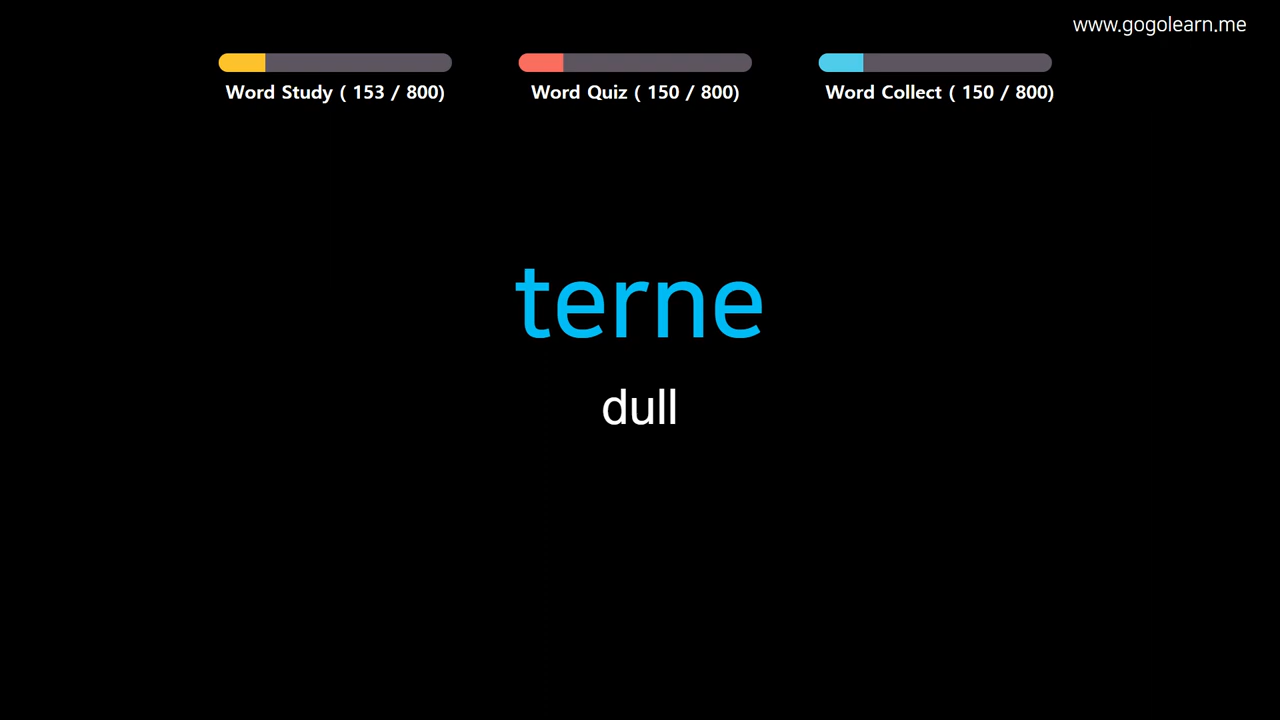 www.gogolearn.me
Word Study ( 153 / 800)
Word Quiz ( 150 / 800)
Word Collect ( 150 / 800)
terne
dull